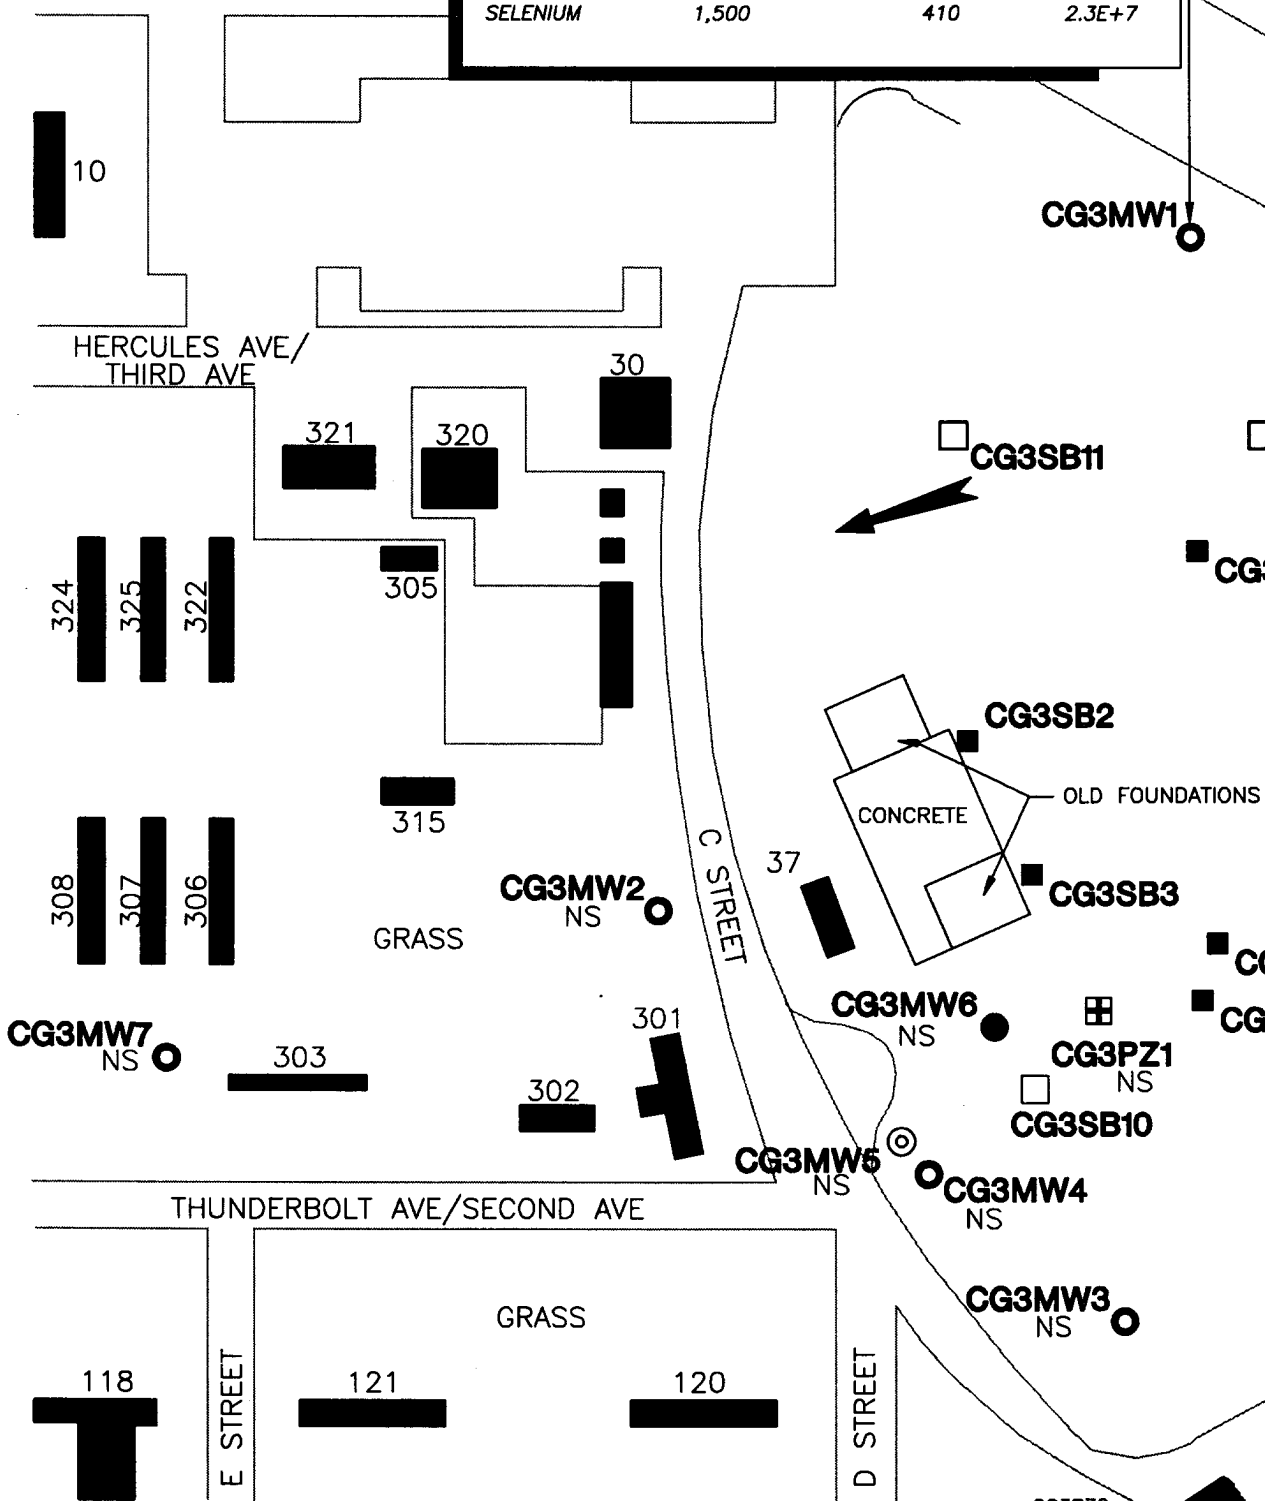 SELENIUM 1,500 410 2.3E+7
10
CG3MW1
HERCULES AVE/
THIRD AVE
30
321
320
CG3SB11
305
324
325
322
CG3SB2
OLD FOUNDATIONS
CONCRETE
315
C STREET
37
308
307
306
CG3MW2
NS
CG3SB3
GRASS
CG3MW6
NS
CG3MW7
NS
301
303
302
CG3PZ1
NS
CG3SB10
CG3MW5
NS
CG3MW4
NS
THUNDERBOLT AVE/SECOND AVE
CG3MW3
NS
GRASS
118
E STREET
121
120
D STREET